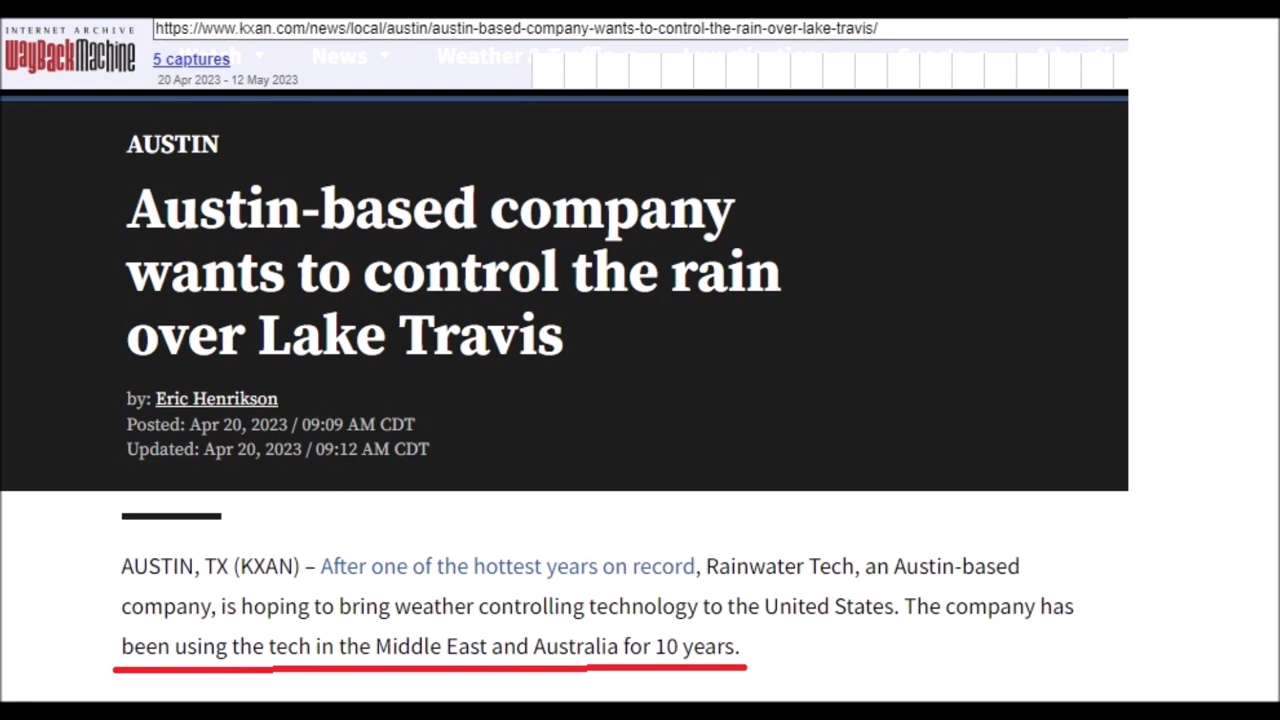 INTERNET ARCHIVE
WayBackMachine
https://www.kxan.com/news/local/austin/austin-based-company-wants-to-control-the-rain-over-lake-travis/
News
Weather
5 captures
20 Apr 2023 - 12 May 2023
AUSTIN
Austin-based company
wants to control the rain
over Lake Travis
by: Eric Henrikson
Posted: Apr 20, 2023 / 09:09 AM CDT
Updated: Apr 20, 2023 / 09:12 AM CDT
AUSTIN, TX (KXAN) – After one of the hottest years on record, Rainwater Tech, an Austin-based
company, is hoping to bring weather controlling technology to the United States. The company has
been using the tech in the Middle East and Australia for 10 years.